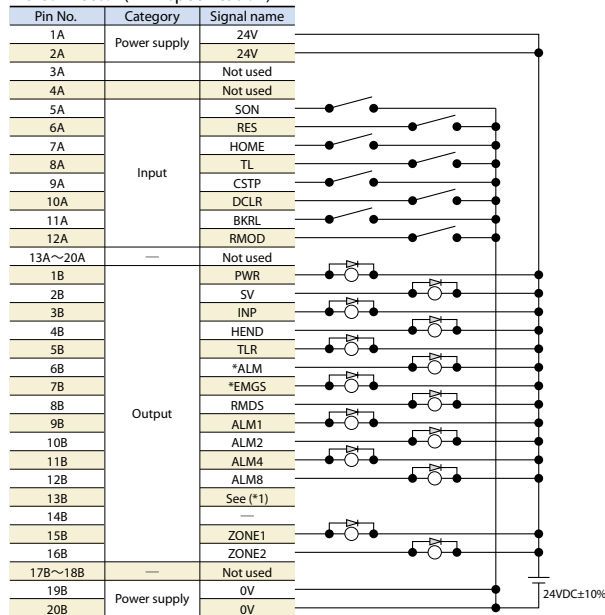 Pin No. Category Signal name
1A Power supply 24V
2A 24V
3A Not used
4A Not used
5A Input SON
6A RES
7A HOME
8A TL
9A CSTP
10A DCLR
11A BKRL
12A RMOD
13A～20A — Not used
1B Output PWR
2B SV
3B INP
4B HEND
5B TLR
6B *ALM
7B *EMGS
8B RMDS
9B ALM1
10B ALM2
11B ALM4
12B ALM8
13B See (*1)
14B —
15B ZONE1
16B ZONE2
17B～18B — Not used
19B Power supply 0V
20B 0V
24VDC±10%